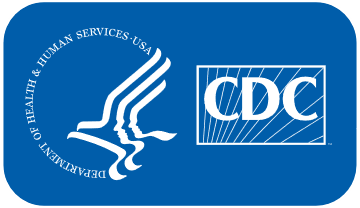 DEPARTMENT OF HEALTH & HUMAN SERVICES·USA
CDC